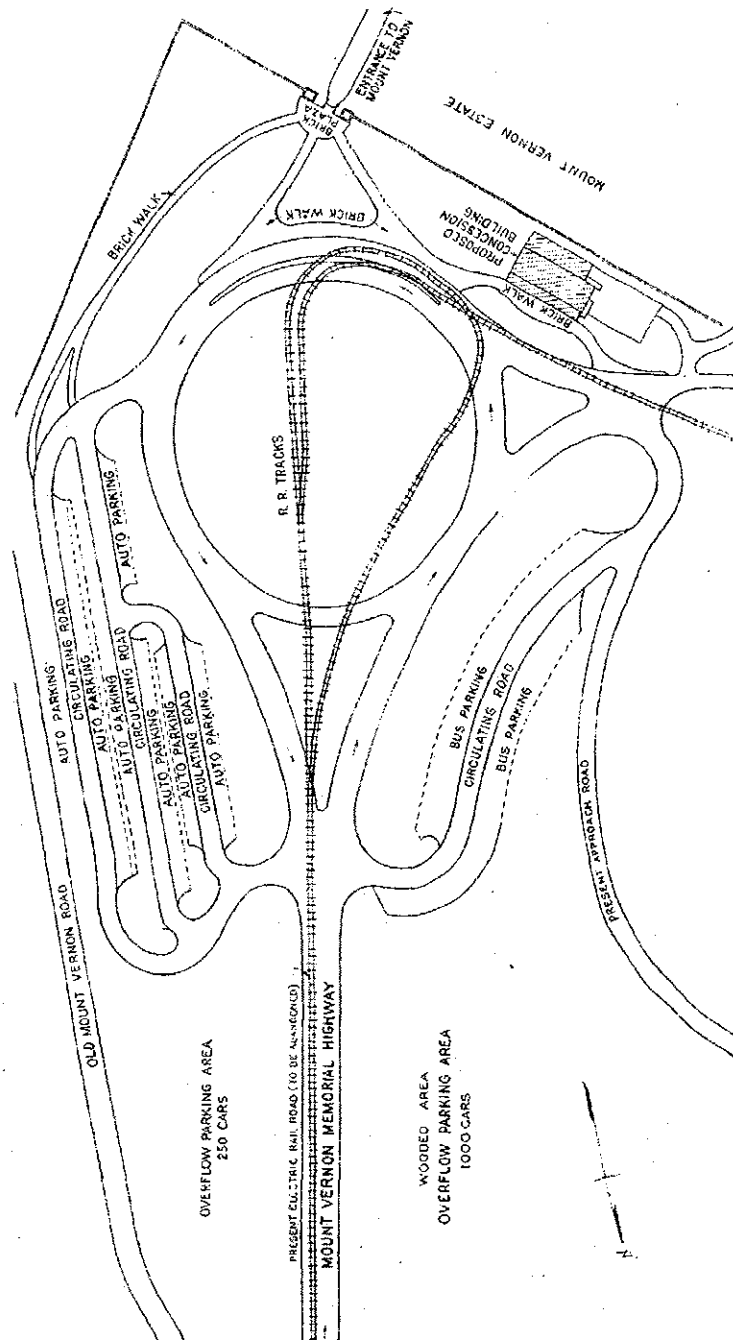 ENTRANCE TO
MOUNT VERNON
BRICK
PLAZA
MOUNT VERNON ESTATE
BRICK WALK
BRICK WALK
PROPOSED
CONCESSION
BUILDING
BRICK WALK
R. R. TRACKS
AUTO PARKING
AUTO PARKING
CIRCULATING ROAD
AUTO PARKING
AUTO PARKING
CIRCULATING ROAD
AUTO PARKING
AUTO PARKING
CIRCULATING ROAD
AUTO PARKING
BUS PARKING
CIRCULATING ROAD
BUS PARKING
OLD MOUNT VERNON ROAD
PRESENT APPROACH ROAD
OVERFLOW PARKING AREA
250 CARS
PRESENT ELECTRIC RAIL ROAD (TO BE ABANDONED)
MOUNT VERNON MEMORIAL HIGHWAY
WOODED AREA
OVERFLOW PARKING AREA
1000 CARS